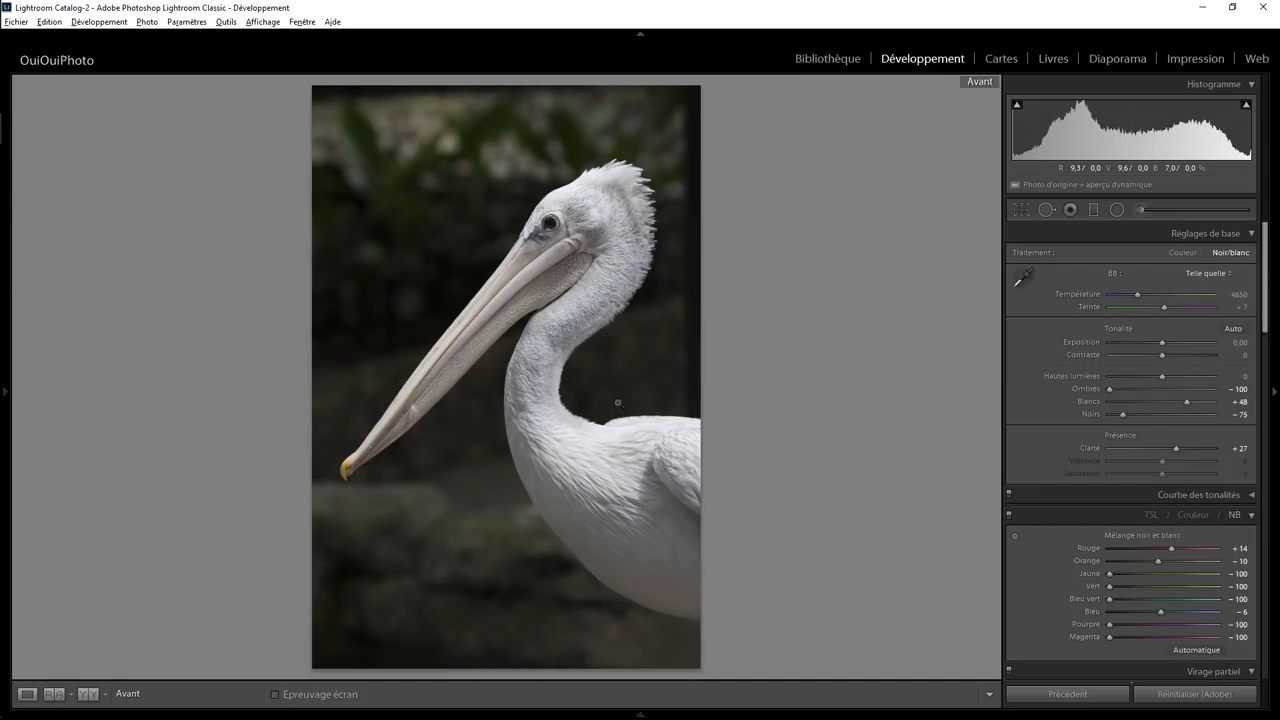 Lightroom Catalog-2 - Adobe Photoshop Lightroom Classic - Développement
Fichier Edition Développement Photo Paramètres Outils Affichage Fenêtre Aide
OuiOuiPhoto
Bibliothèque Développement Cartes Livres Diaporama Impression Web
Avant
Histogramme
R 9,3/ 0,0 V 9,6/ 0,0 B 7,0/ 0,0 %
Photo d'origine + aperçu dynamique
Réglages de base
Traitement : Couleur Noir/blanc
BB : Telle quelle
Température 4650
Teinte + 7
Tonalité Auto
Exposition 0,00
Contraste 0
Hautes lumières 0
Ombres - 100
Blancs + 48
Noirs - 75
Présence
Clarté + 27
Vibrance 0
Saturation 0
Courbe des tonalités
TSL / Couleur / NB
Mélange noir et blanc
Rouge + 14
Orange - 10
Jaune - 100
Vert - 100
Bleu vert - 100
Bleu - 6
Pourpre - 100
Magenta - 100
Automatique
Virage partiel
Avant
Epreuvage écran
Précédent Réinitialiser (Adobe)